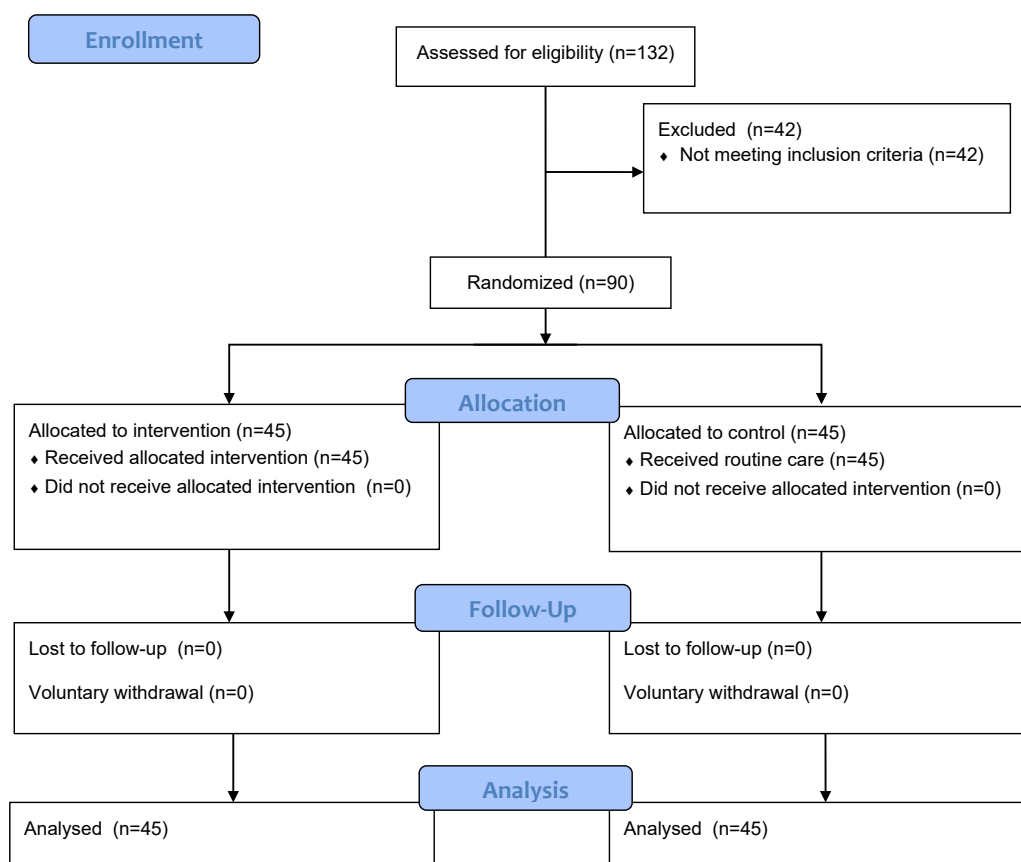 Enrollment
Assessed for eligibility (n=132)
Excluded (n=42)
♦ Not meeting inclusion criteria (n=42)
Randomized (n=90)
Allocation
Allocated to intervention (n=45)
♦ Received allocated intervention (n=45)
♦ Did not receive allocated intervention (n=0)
Allocated to control (n=45)
♦ Received routine care (n=45)
♦ Did not receive allocated intervention (n=0)
Follow-Up
Lost to follow-up (n=0)
Voluntary withdrawal (n=0)
Lost to follow-up (n=0)
Voluntary withdrawal (n=0)
Analysis
Analysed (n=45)
Analysed (n=45)